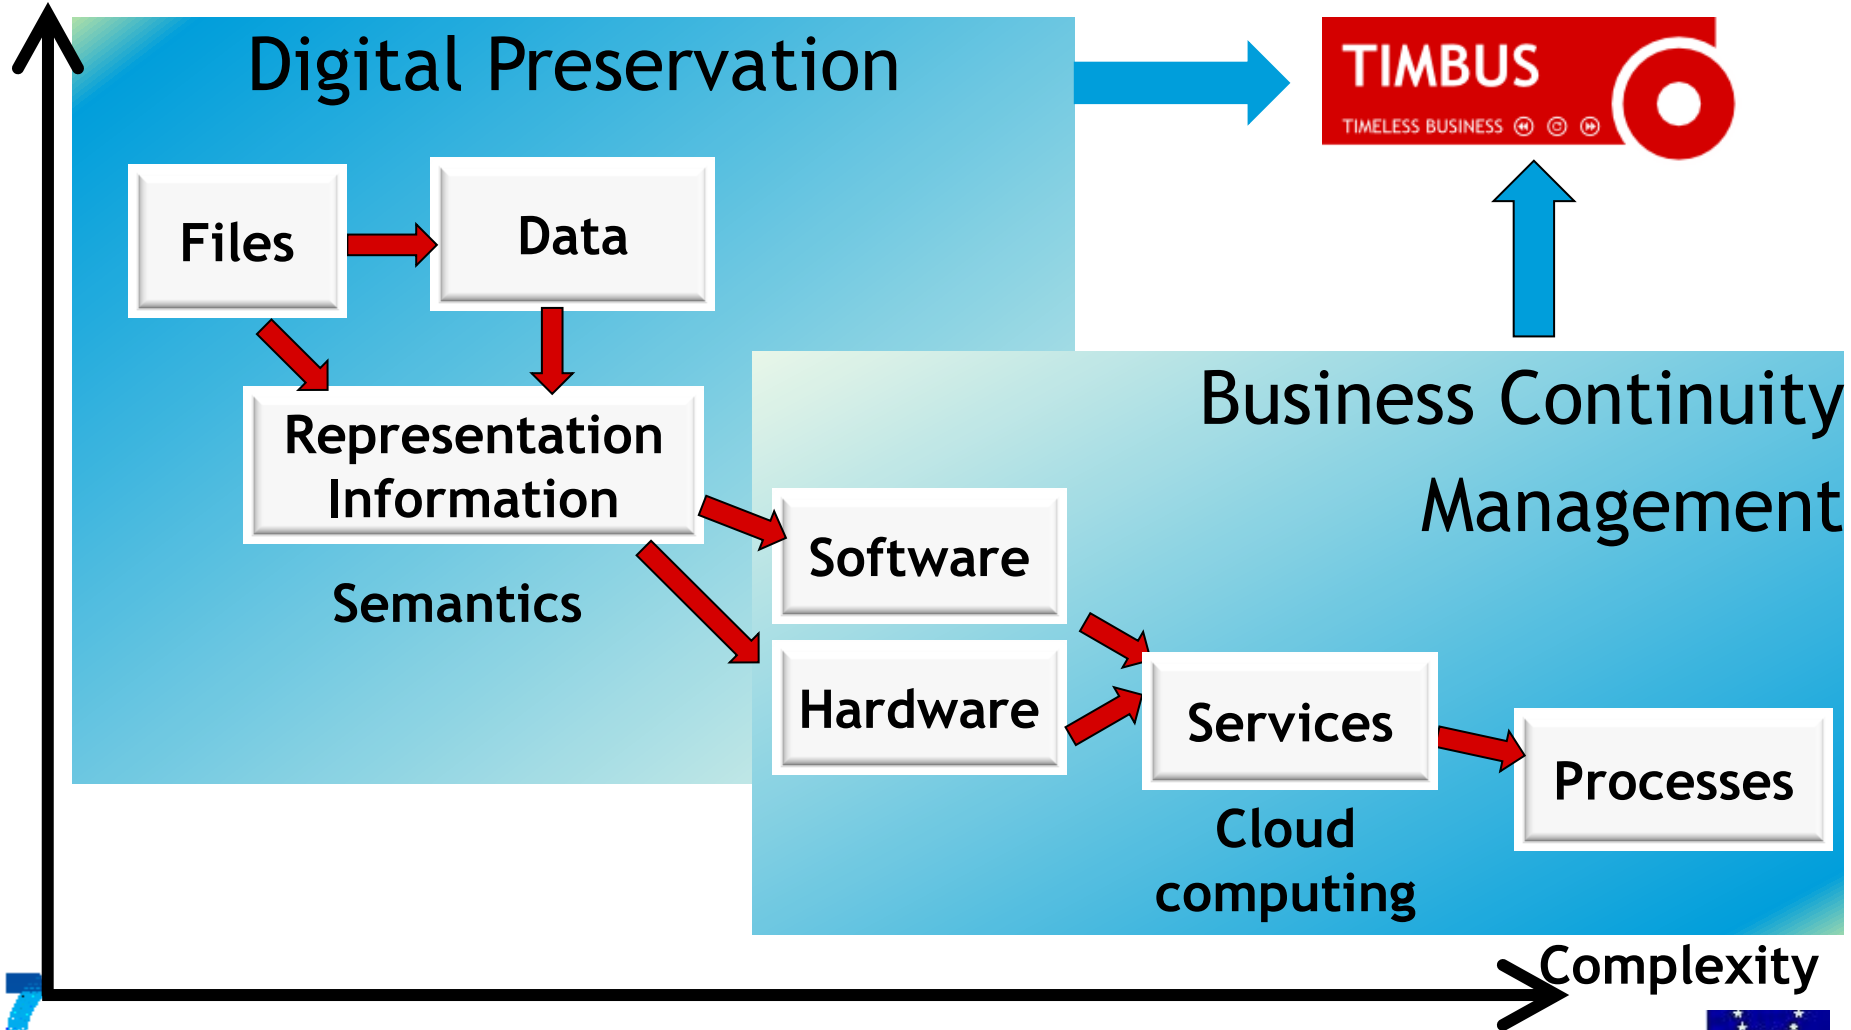 Digital Preservation
TIMBUS
TIMELESS BUSINESS
Files
Data
Representation
Information
Semantics
Business Continuity
Management
Software
Hardware
Services
Processes
Cloud
computing
Complexity
7